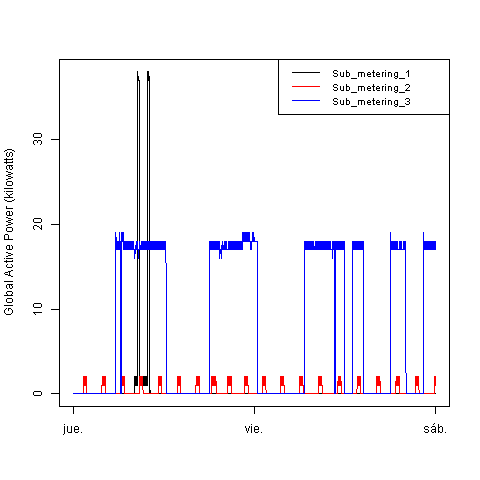 Sub_metering_1
Sub_metering_2
Sub_metering_3
Global Active Power (kilowatts)
30
20
10
0
jue.
vie.
sáb.